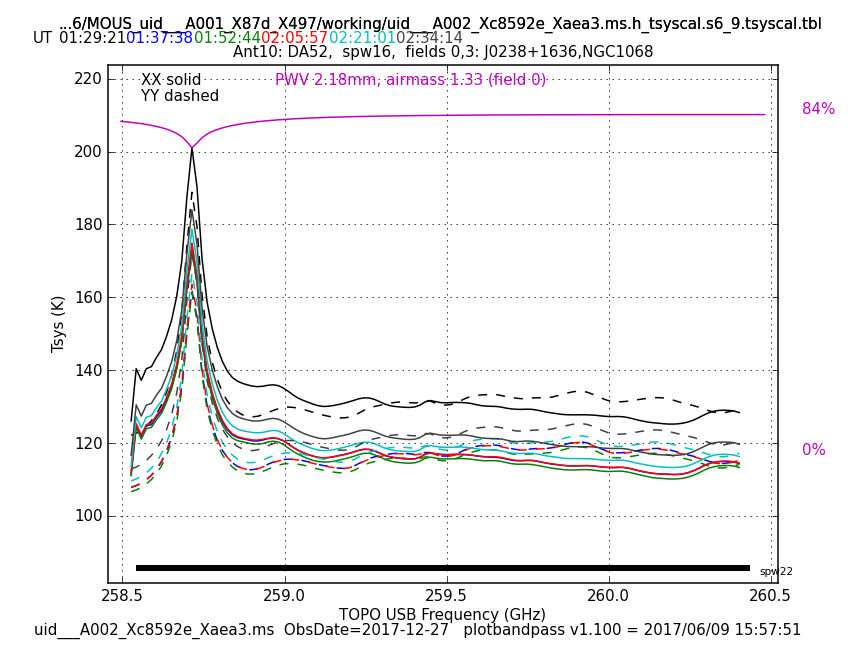 ...6/MOUS_uid___A001_X87d_X497/working/uid___A002_Xc8592e_Xaea3.ms.h_tsyscal.s6_9.tsyscal.tbl
UT 01:29:21 01:37:38 01:52:44 02:05:57 02:21:01 02:34:14
Ant10: DA52, spw16, fields 0,3: J0238+1636,NGC1068
XX solid
YY dashed
PWV 2.18mm, airmass 1.33 (field 0)
84%
0%
220
200
180
160
140
120
100
Tsys (K)
spw22
258.5 259.0 259.5 260.0 260.5
TOPO USB Frequency (GHz)
uid___A002_Xc8592e_Xaea3.ms ObsDate=2017-12-27 plotbandpass v1.100 = 2017/06/09 15:57:51